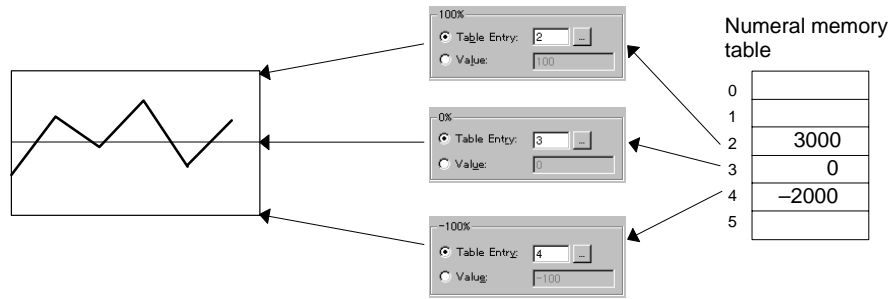 100%
Table Entry: 2 ...
Value: 100
0%
Table Entry: 3 ...
Value: 0
-100%
Table Entry: 4 ...
Value: -100
Numeral memory
table
0
1
2 3000
3 0
4 –2000
5